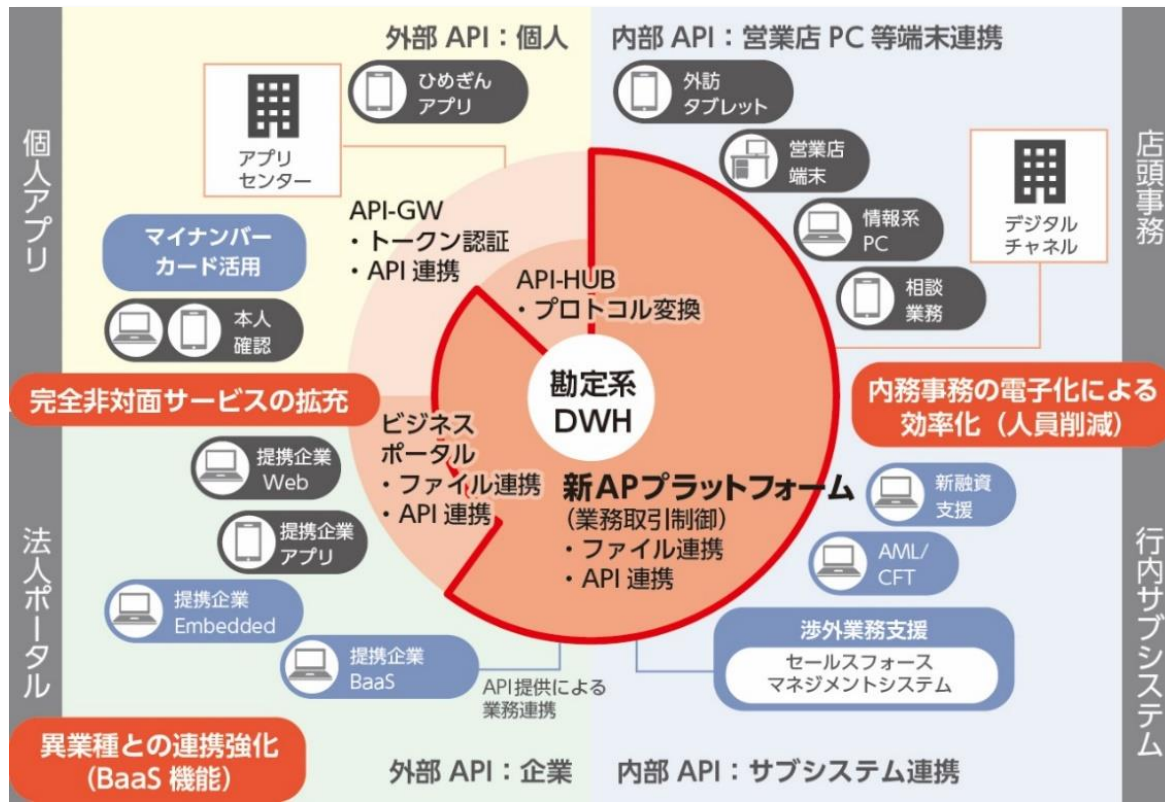 外部 API：個人
内部 API：営業店 PC 等端末連携
個人アプリ
アプリ
センター
ひめぎん
アプリ
マイナンバー
カード活用
本人
確認
完全非対面サービスの拡充
API-GW
・トークン認証
・API 連携
API-HUB
・プロトコル変換
勘定系
DWH
外訪
タブレット
営業店
端末
情報系
PC
相談
業務
デジタル
チャネル
店頭事務
内務事務の電子化による
効率化（人員削減）
法人ポータル
提携企業
Web
提携企業
アプリ
提携企業
Embedded
提携企業
BaaS
API提供による
業務連携
異業種との連携強化
(BaaS 機能)
ビジネス
ポータル
・ファイル連携
・API 連携
新APプラットフォーム
（業務取引制御）
・ファイル連携
・API 連携
新融資
支援
AML/
CFT
渉外業務支援
セールスフォース
マネジメントシステム
行内サブシステム
外部 API：企業
内部 API：サブシステム連携